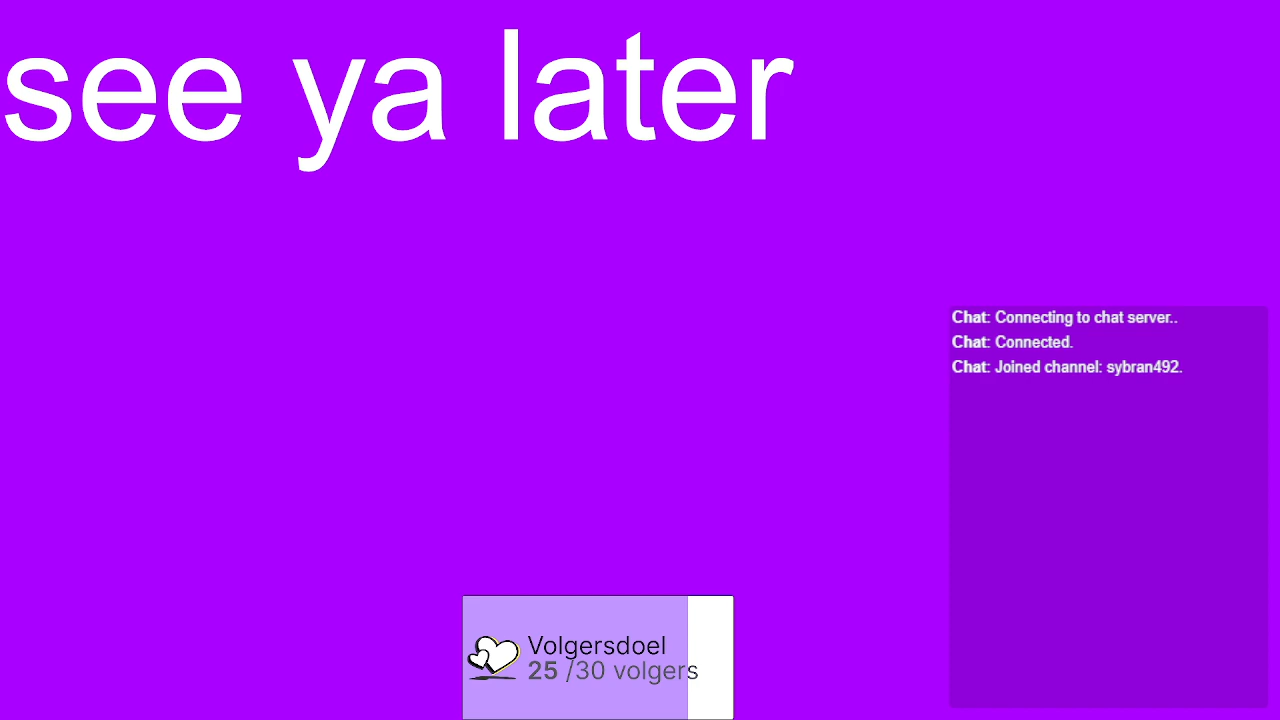 see ya later
Chat: Connecting to chat server..
Chat: Connected.
Chat: Joined channel: sybran492.
Volgersdoel
25 /30 volgers